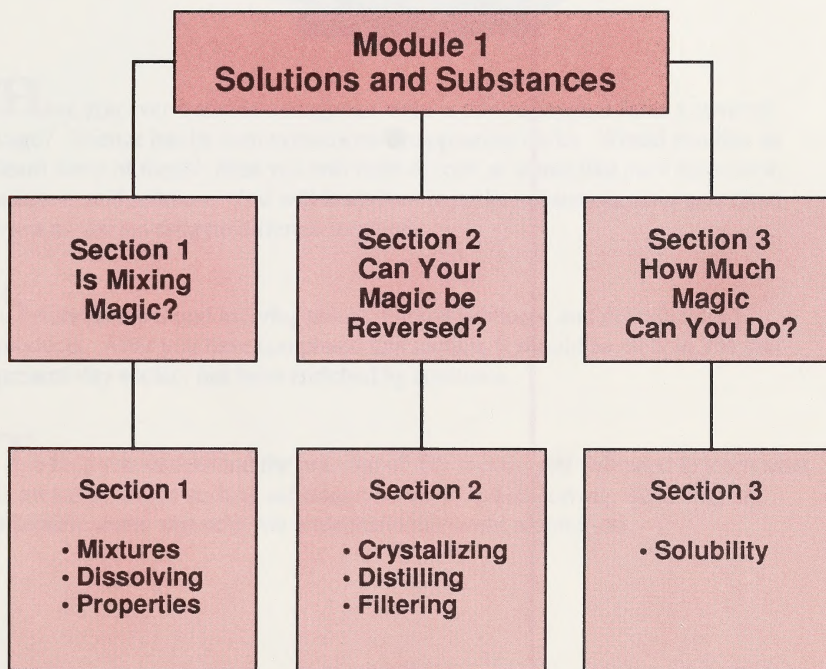 Module 1
Solutions and Substances
Section 1
Is Mixing
Magic?
Section 2
Can Your
Magic be
Reversed?
Section 3
How Much
Magic
Can You Do?
Section 1
• Mixtures
• Dissolving
• Properties
Section 2
• Crystallizing
• Distilling
• Filtering
Section 3
• Solubility